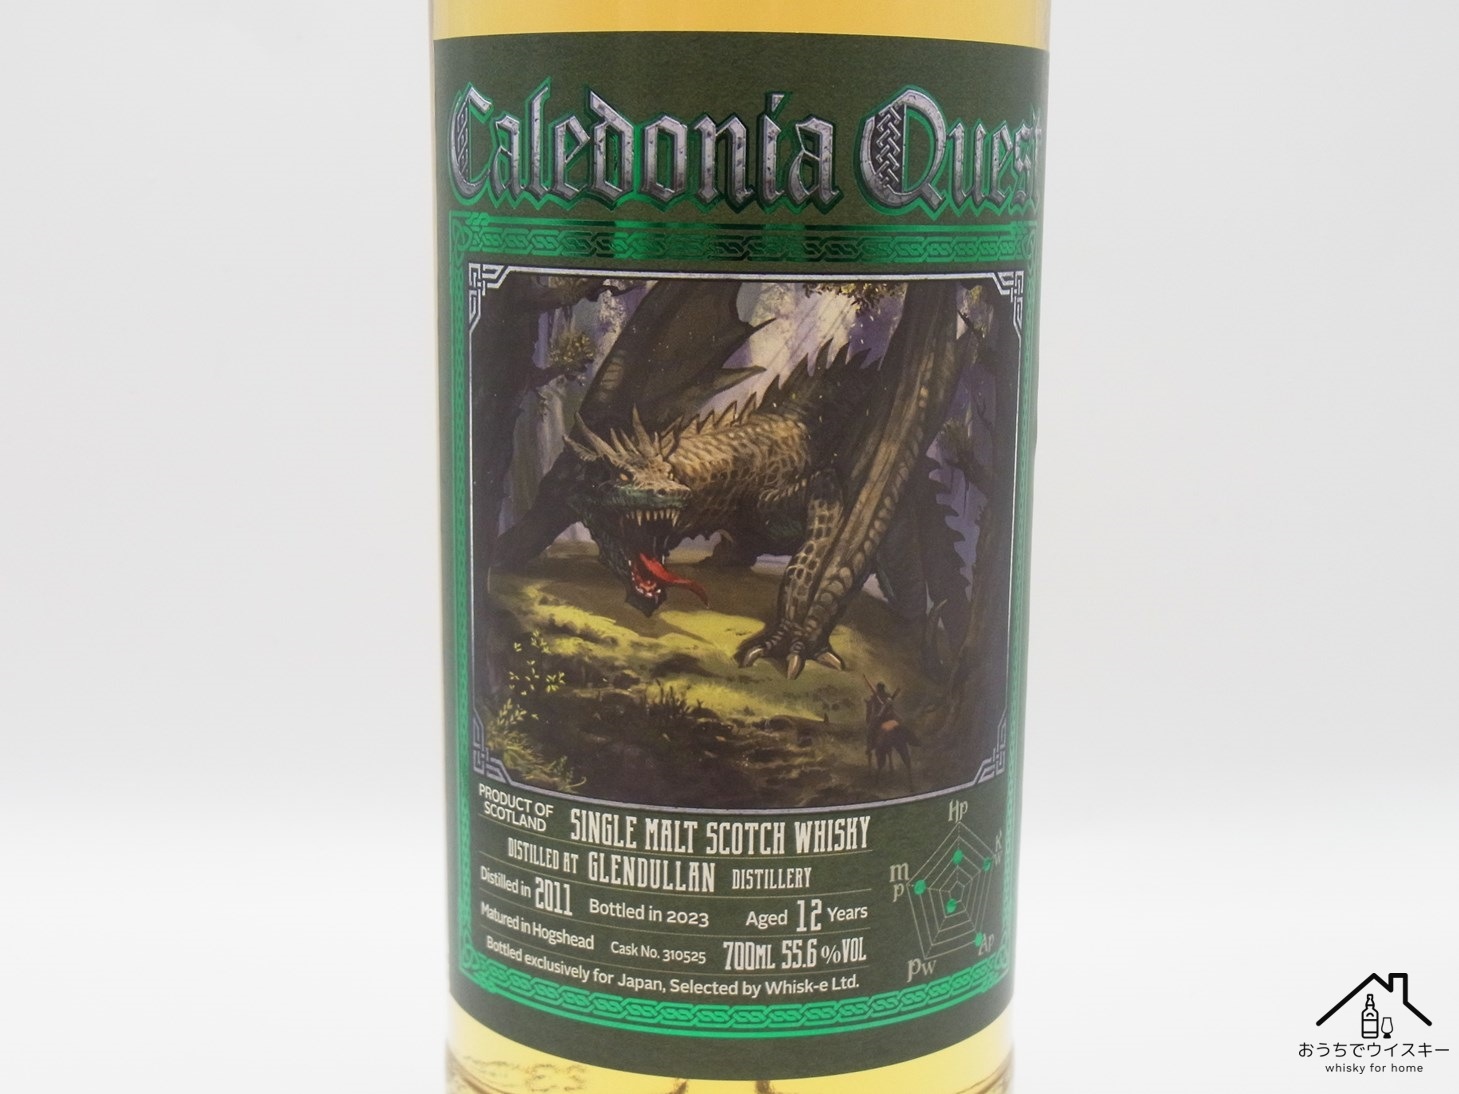 Caledonia Quest
PRODUCT OF
SCOTLAND
SINGLE MALT SCOTCH WHISKY
DISTILLED AT GLENDULLAN DISTILLERY
Distilled in 2011 Bottled in 2023 Aged 12 Years
Matured in Hogshead Cask No. 310525 700ML 55.6%VOL
Bottled exclusively for Japan, Selected by Whisk-e Ltd.
Hp
Kw
Ap
pw
mp
おうちでウイスキー
whisky for home